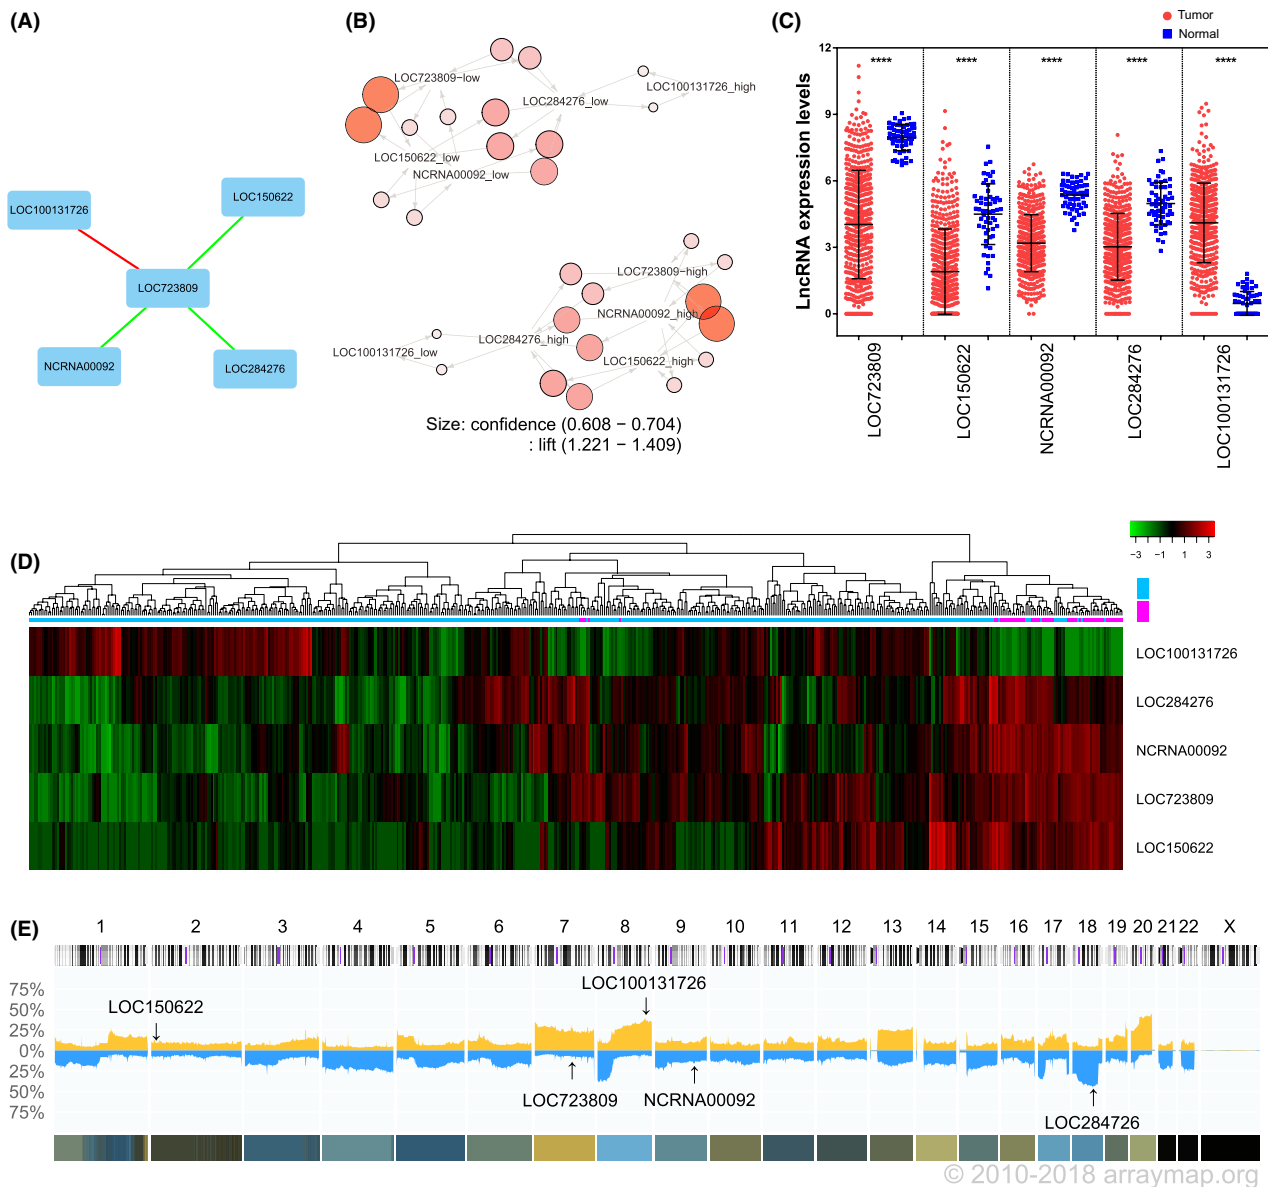 (A)
LOC100131726
LOC150622
LOC723809
NCRNA00092
LOC284276
(B)
LOC723809−low
LOC284276_low
LOC100131726_high
LOC150622_low
NCRNA00092_low
LOC723809−high
NCRNA00092_high
LOC284276_high
LOC100131726_low
LOC150622_high
Size: confidence (0.608 − 0.704)
: lift (1.221 − 1.409)
(C)
Tumor
Normal
LncRNA expression levels
12
9
6
3
0
**** **** **** **** ****
LOC723809
LOC150622
NCRNA00092
LOC284276
LOC100131726
(D)
−3 −1 1 3
LOC100131726
LOC284276
NCRNA00092
LOC723809
LOC150622
(E)
1 2 3 4 5 6 7 8 9 10 11 12 13 14 15 16 17 18 19 20 21 22 X
75%
50%
25%
0%
25%
50%
75%
LOC150622
LOC100131726
LOC723809
NCRNA00092
LOC284726
© 2010-2018 arraymap.org